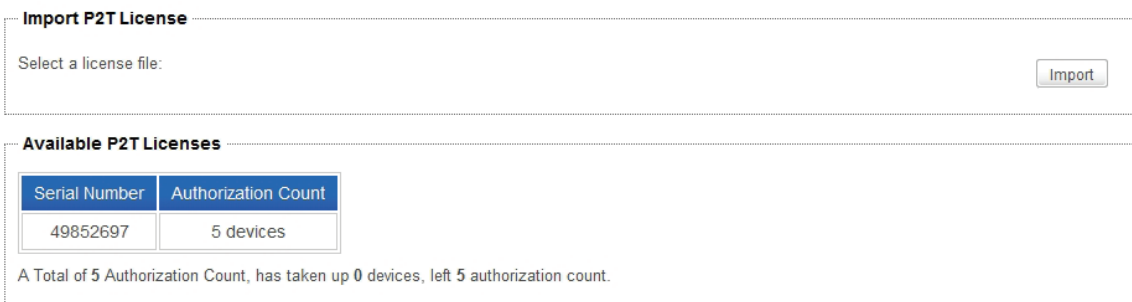 Import P2T License
Select a license file:
Import
Available P2T Licenses
Serial Number Authorization Count
49852697 5 devices
A Total of 5 Authorization Count, has taken up 0 devices, left 5 authorization count.